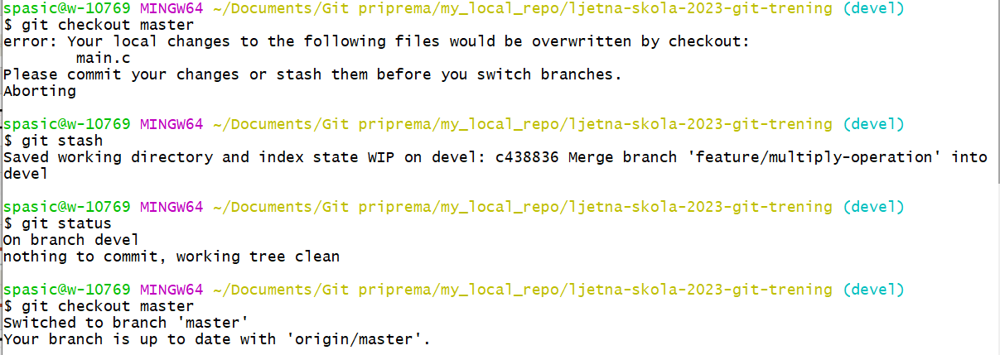 spasic@w-10769 MINGW64 ~/Documents/Git priprema/my_local_repo/ljetna-skola-2023-git-trening (devel)
$ git checkout master
error: Your local changes to the following files would be overwritten by checkout:
        main.c
Please commit your changes or stash them before you switch branches.
Aborting

spasic@w-10769 MINGW64 ~/Documents/Git priprema/my_local_repo/ljetna-skola-2023-git-trening (devel)
$ git stash
Saved working directory and index state WIP on devel: c438836 Merge branch 'feature/multiply-operation' into
devel

spasic@w-10769 MINGW64 ~/Documents/Git priprema/my_local_repo/ljetna-skola-2023-git-trening (devel)
$ git status
On branch devel
nothing to commit, working tree clean

spasic@w-10769 MINGW64 ~/Documents/Git priprema/my_local_repo/ljetna-skola-2023-git-trening (devel)
$ git checkout master
Switched to branch 'master'
Your branch is up to date with 'origin/master'.